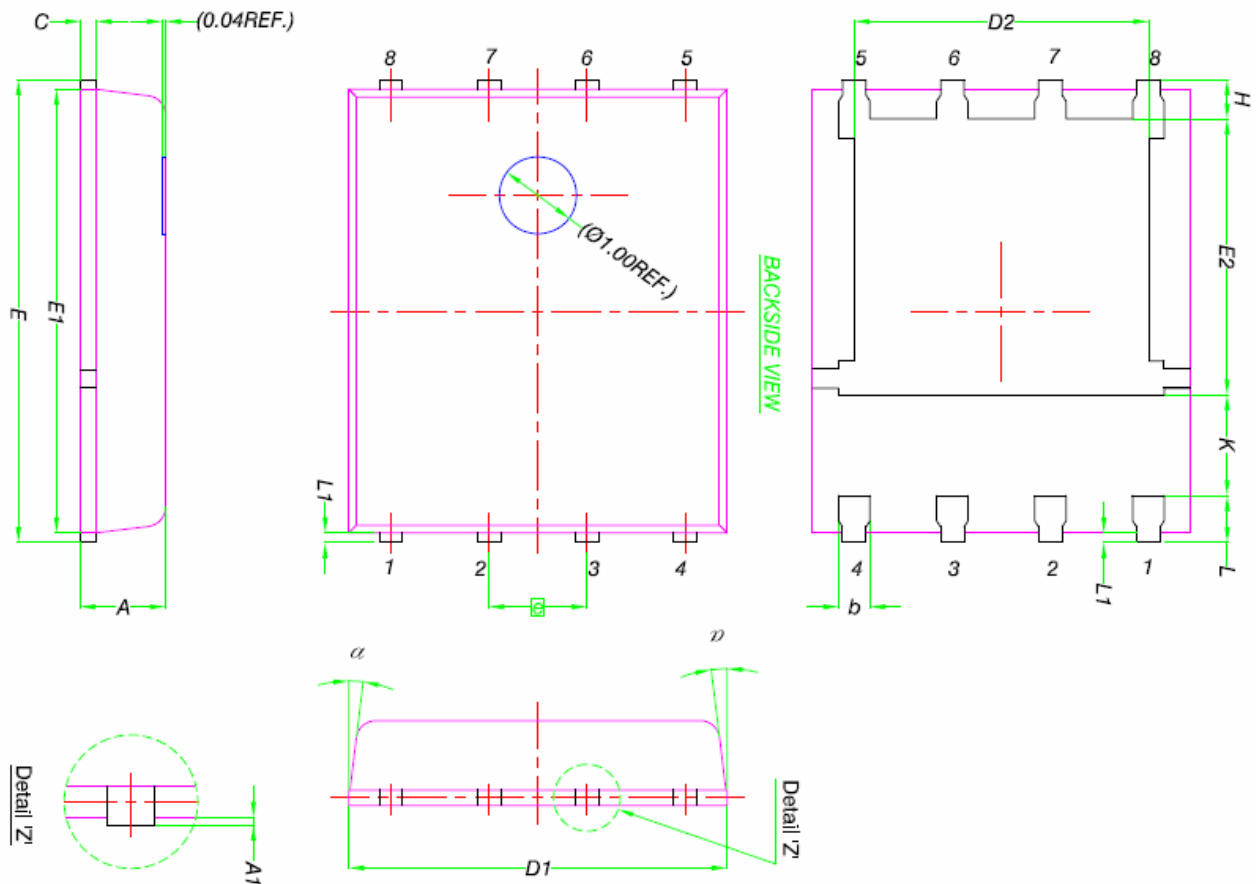 C
(0.04REF.)
E
E1
A
8 7 6 5
(Ø1.00REF.)
L1
1 2 3 4
e
BACKSIDE VIEW
D2
5 6 7 8
H
E2
K
L
L1
4 3 2 1
b
α
α
D1
Detail 'Z'
Detail 'Z'
A1